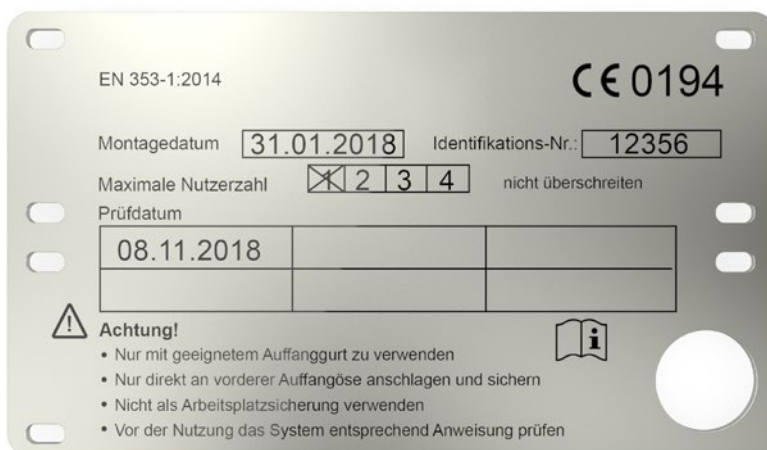 EN 353-1:2014
CE 0194
Montagedatum 31.01.2018 Identifikations-Nr.: 12356
Maximale Nutzerzahl 1 2 3 4 nicht überschreiten
Prüfdatum
08.11.2018
Achtung!
• Nur mit geeignetem Auffanggurt zu verwenden
• Nur direkt an vorderer Auffangöse anschlagen und sichern
• Nicht als Arbeitsplatzsicherung verwenden
• Vor der Nutzung das System entsprechend Anweisung prüfen